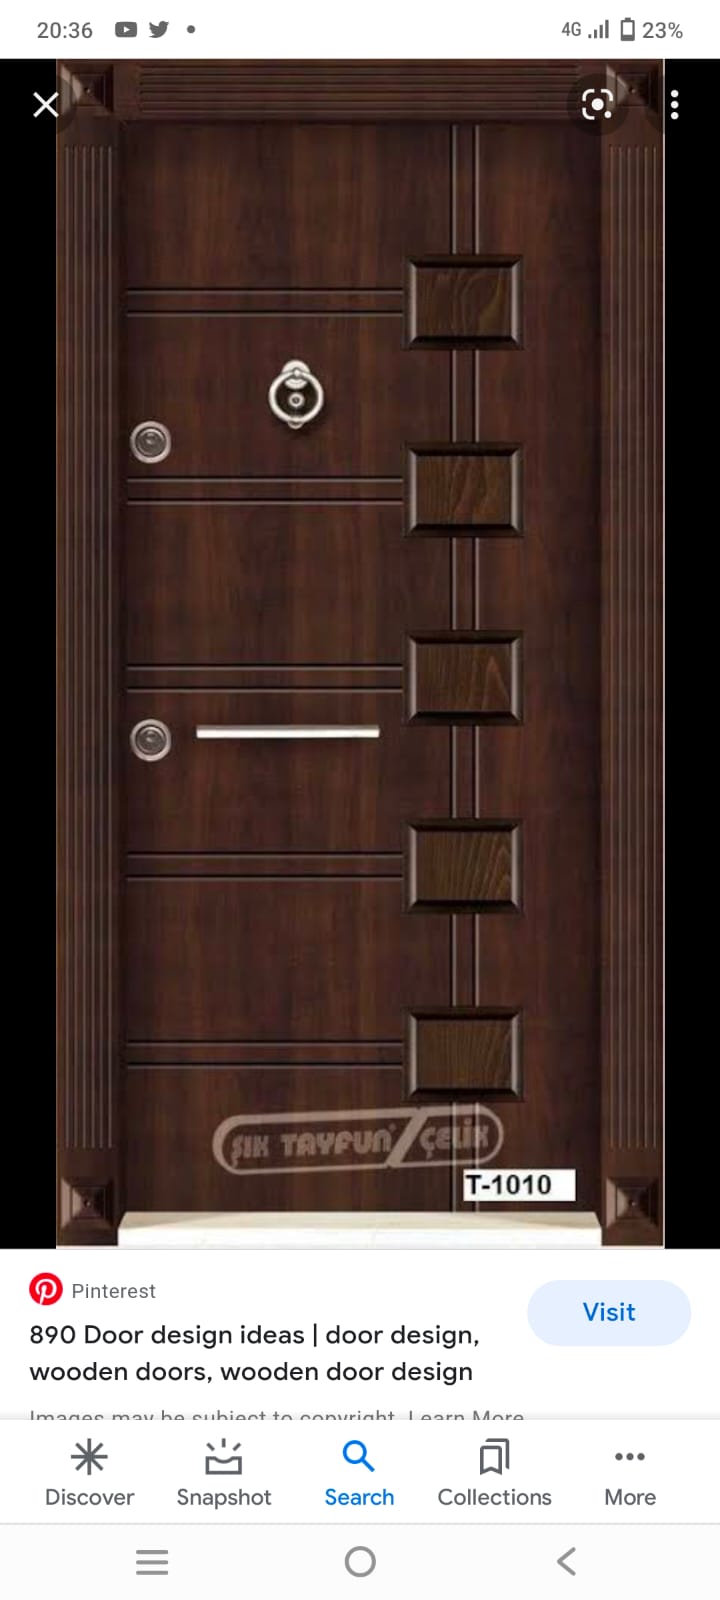 20:36
4G
23%
ŞIK TAYFUN ÇELİK
T-1010
Pinterest
Visit
890 Door design ideas | door design,
wooden doors, wooden door design
Images may be subject to copyright. Learn More
Discover
Snapshot
Search
Collections
More